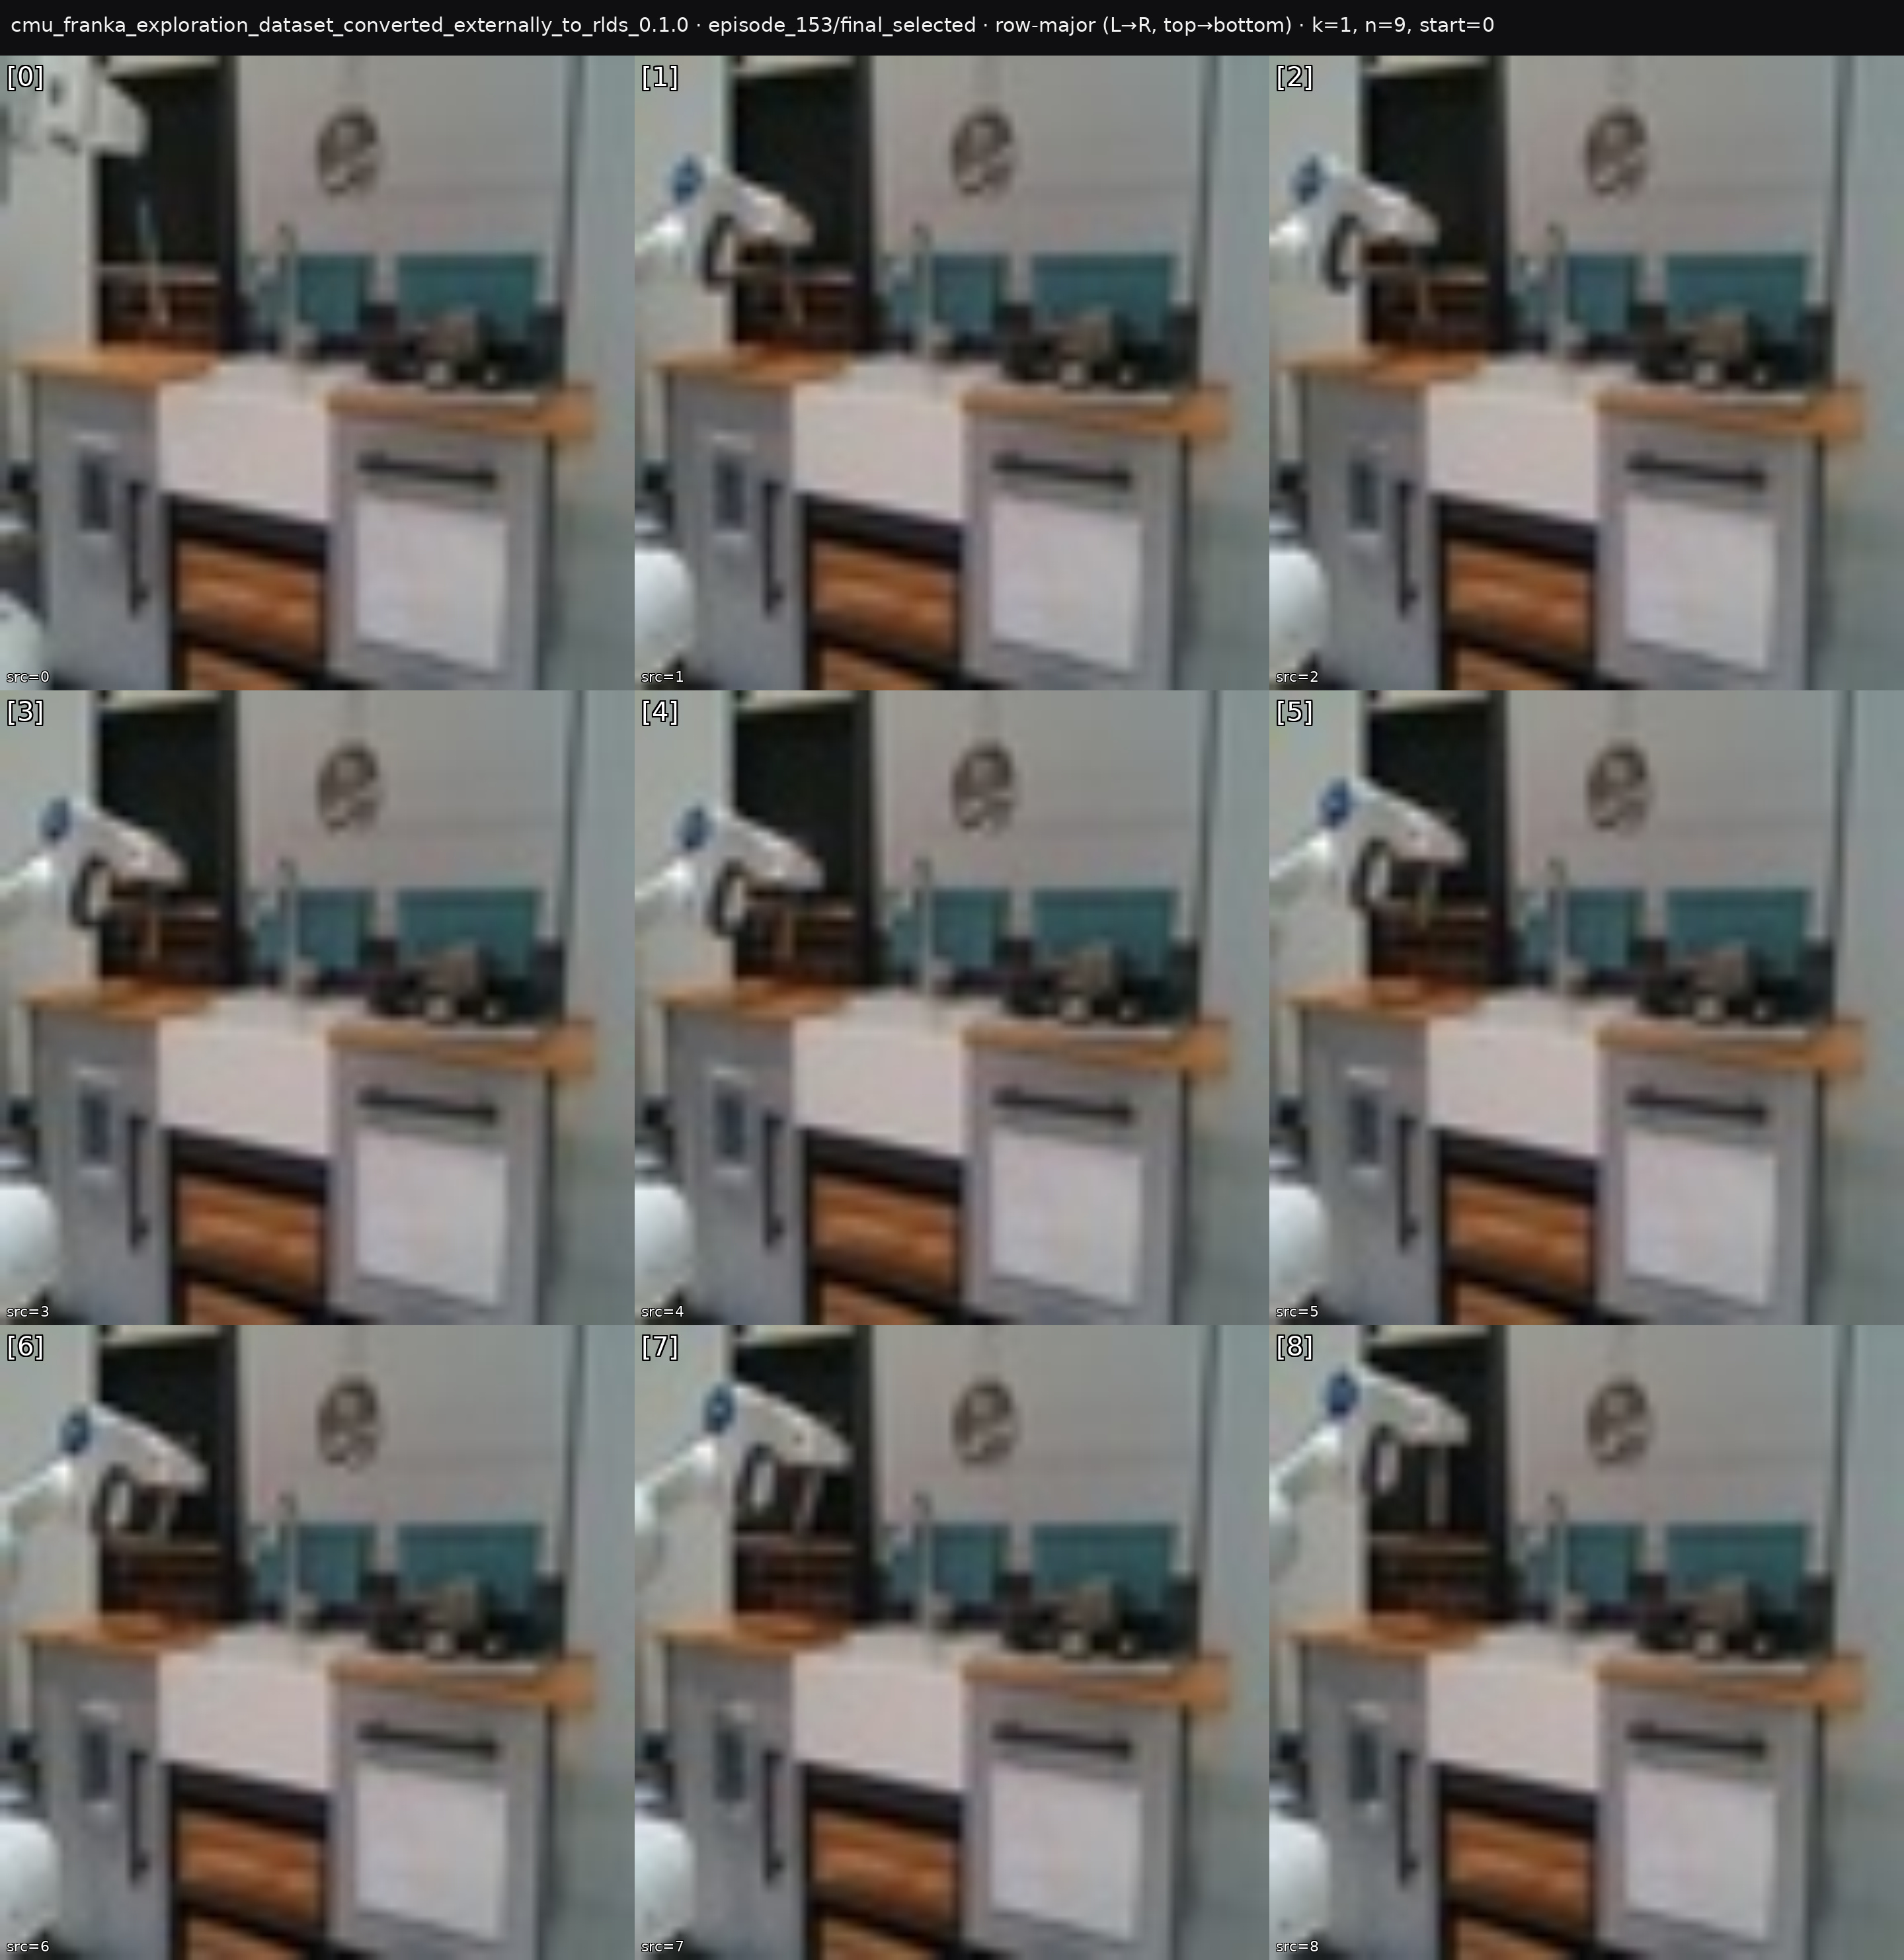 cmu_franka_exploration_dataset_converted_externally_to_rlds_0.1.0 · episode_153/final_selected · row-major (L→R, top→bottom) · k=1, n=9, start=0
[0] [1] [2]
src=0 src=1 src=2
[3] [4] [5]
src=3 src=4 src=5
[6] [7] [8]
src=6 src=7 src=8